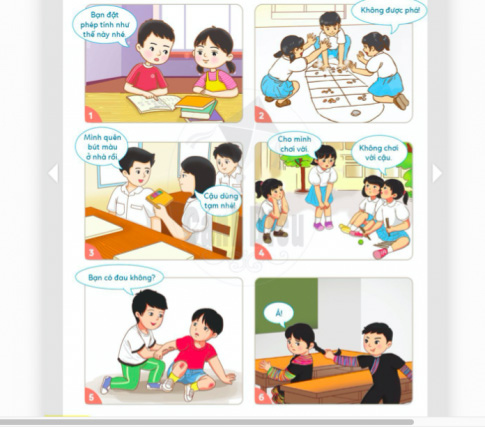 Bạn đặt
phép tính như
thế này nhé
1
Không được phá!
2
Mình quên
bút màu
ở nhà rồi
Cậu dùng
tạm nhé!
3
Cho mình
chơi với
Không chơi
với cậu.
4
Bạn có đau không?
5
Á!
6